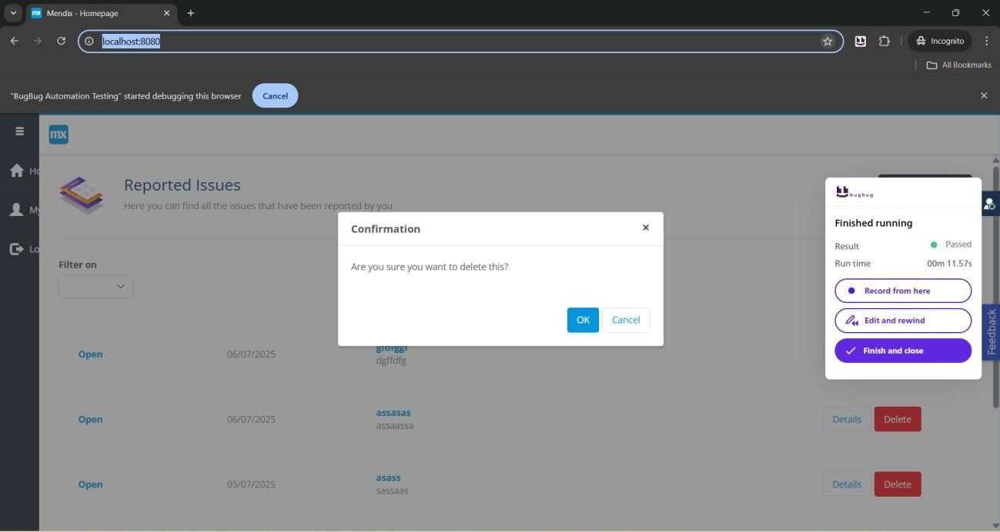 mx Mendix - Homepage
localhost:8080
Incognito
All Bookmarks
"BugBug Automation Testing" started debugging this browser Cancel
mx
Ho
My
Lo
Reported Issues
Here you can find all the issues that have been reported by you
Filter on
Confirmation
Are you sure you want to delete this?
OK Cancel
bugbug
Finished running
Result Passed
Run time 00m 11.57s
Record from here
Edit and rewind
Finish and close
Feedback
Open 06/07/2025
dgffdfg
Open 06/07/2025 assasas Details Delete
assaassa
Open 05/07/2025 asass Details Delete
sassaas